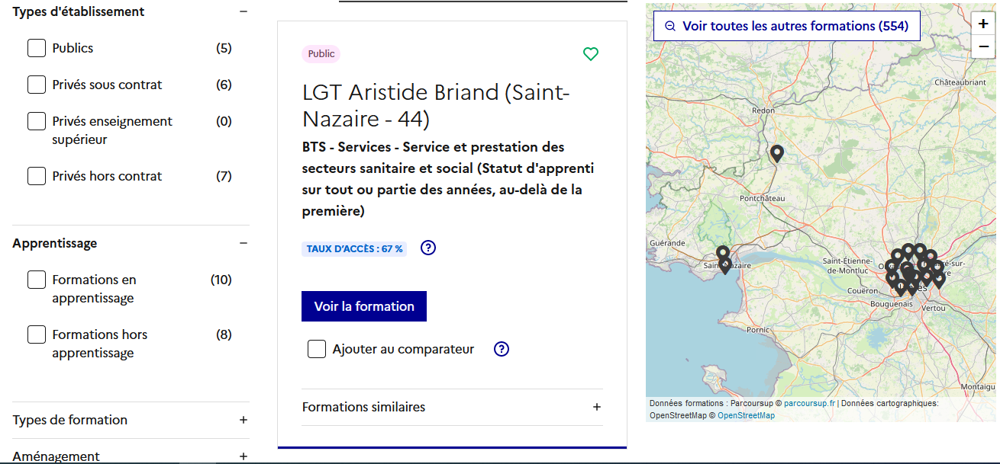 Types d'établissement
Publics (5)
Privés sous contrat (6)
Privés enseignement
supérieur (0)
Privés hors contrat (7)
Apprentissage
Formations en
apprentissage (10)
Formations hors
apprentissage (8)
Types de formation +
Aménagement +
Public
LGT Aristide Briand (Saint-
Nazaire - 44)
BTS - Services - Service et prestation des
secteurs sanitaire et social (Statut d'apprenti
sur tout ou partie des années, au-delà de la
première)
TAUX D'ACCÈS : 67 % ?
Voir la formation
Ajouter au comparateur ?
Formations similaires +
Voir toutes les autres formations (554)
+
−
Châteaubriant
Redon
Pontchâteau
Guérande
Saint-Étienne-
de-Montluc
Couëron
Bouguenais
Vertou
Pornic
Montaigu
Données formations : Parcoursup © parcoursup.fr | Données cartographiques:
OpenStreetMap © OpenStreetMap